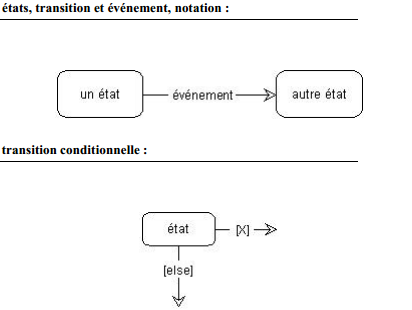 états, transition et événement, notation :
un état
événement
autre état
transition conditionnelle :
état
[X]
[else]